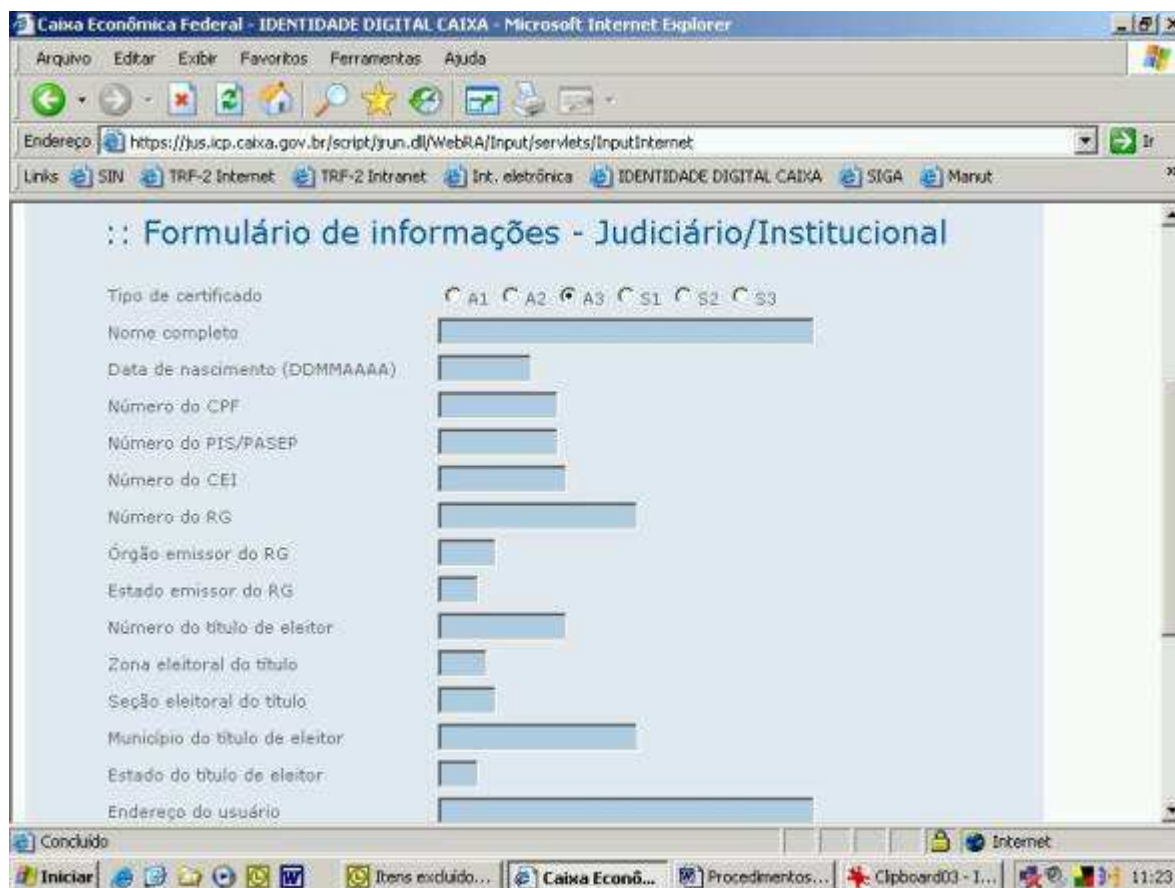 Caixa Econômica Federal - IDENTIDADE DIGITAL CAIXA - Microsoft Internet Explorer
Arquivo Editar Exibir Favoritos Ferramentas Ajuda
Endereço https://jus.icp.caixa.gov.br/script/jrun.dll/WebRA/Input/servlets/InputInternet Ir
Links SIN TRF-2 Internet TRF-2 Intranet Int. eletrônica IDENTIDADE DIGITAL CAIXA SIGA Manut
:: Formulário de informações - Judiciário/Institucional
Tipo de certificado A1 A2 A3 S1 S2 S3
Nome completo
Data de nascimento (DDMMAAAA)
Número do CPF
Número do PIS/PASEP
Número do CEI
Número do RG
Órgão emissor do RG
Estado emissor do RG
Número do título de eleitor
Zona eleitoral do título
Seção eleitoral do título
Município do título de eleitor
Estado do título de eleitor
Endereço do usuário
Concluído Internet
Iniciar Itens excluído... Caixa Econô... Procedimentos... Clipboard03 - I... 11:23